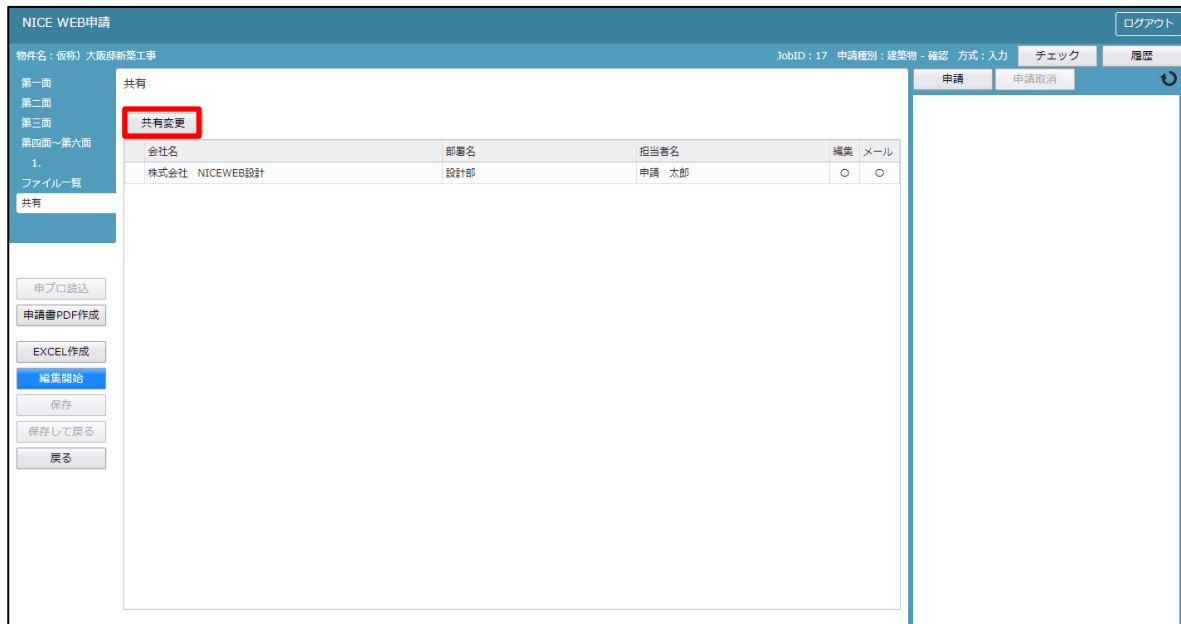 NICE WEB申請
ログアウト
物件名：仮称）大阪邸新築工事
JobID：17 申請種別：建築物 - 確認 方式：入力
チェック
履歴
第一面
第二面
第三面
第四面～第六面
1.
ファイル一覧
共有
申プロ読込
申請書PDF作成
EXCEL作成
編集開始
保存
保存して戻る
戻る
共有
共有変更
会社名 部署名 担当者名 編集 メール
株式会社　NICEWEB設計 設計部 申請　太郎 ○ ○
申請
申請取消